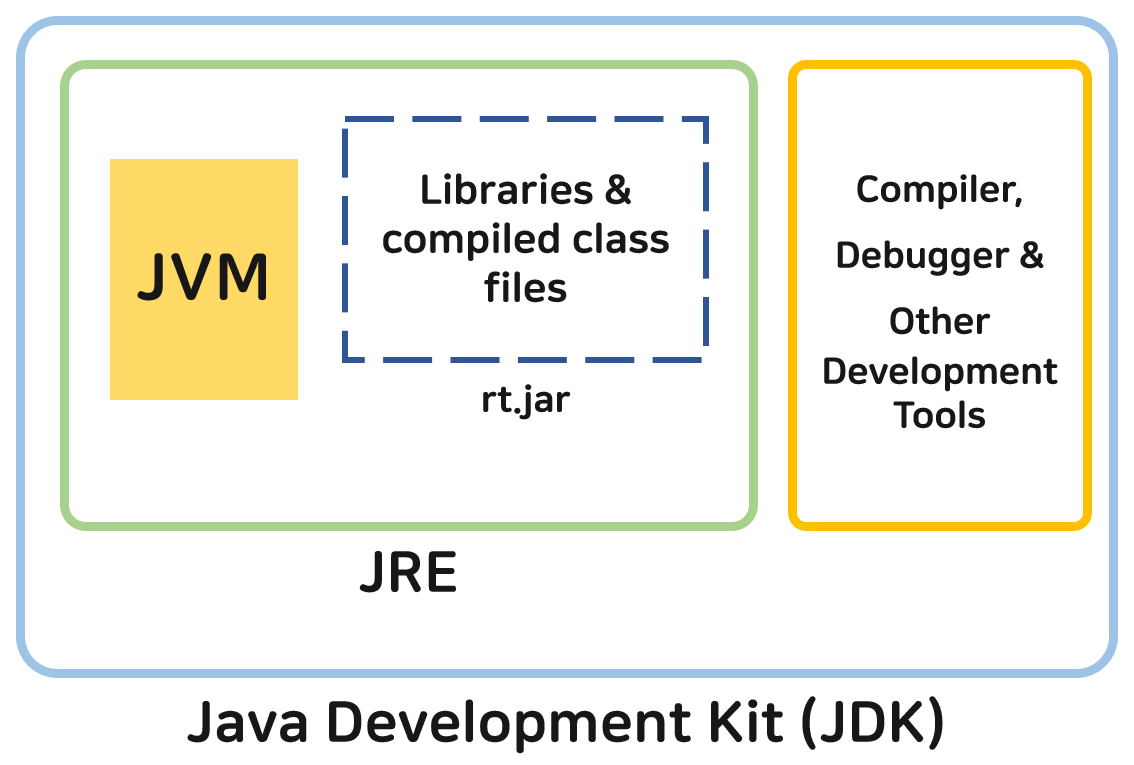 JVM
Libraries &
compiled class
files
rt.jar
JRE
Compiler,
Debugger &
Other
Development
Tools
Java Development Kit (JDK)